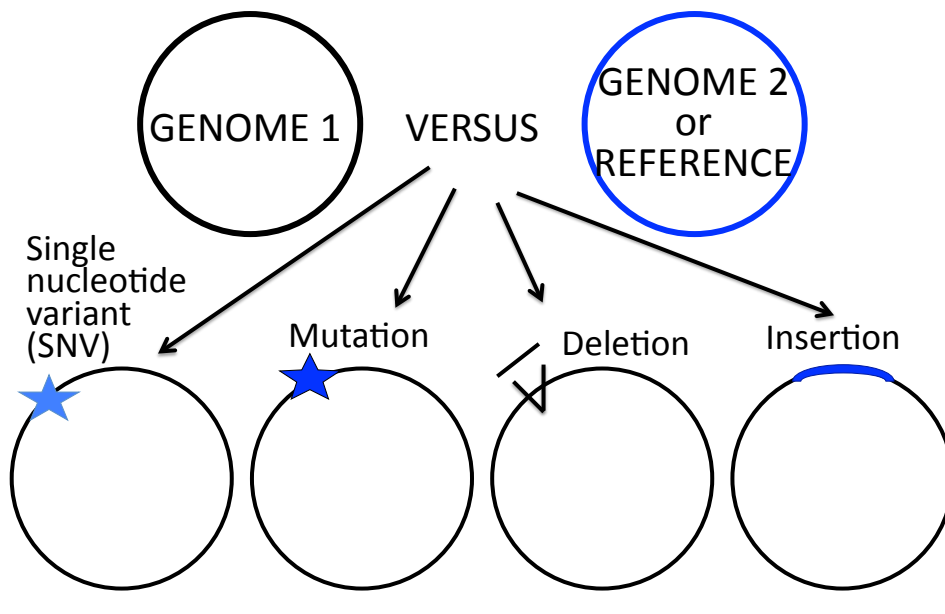 GENOME 1
VERSUS
GENOME 2
or
REFERENCE
Single
nucleotide
variant
(SNV)
Mutation
Deletion
Insertion